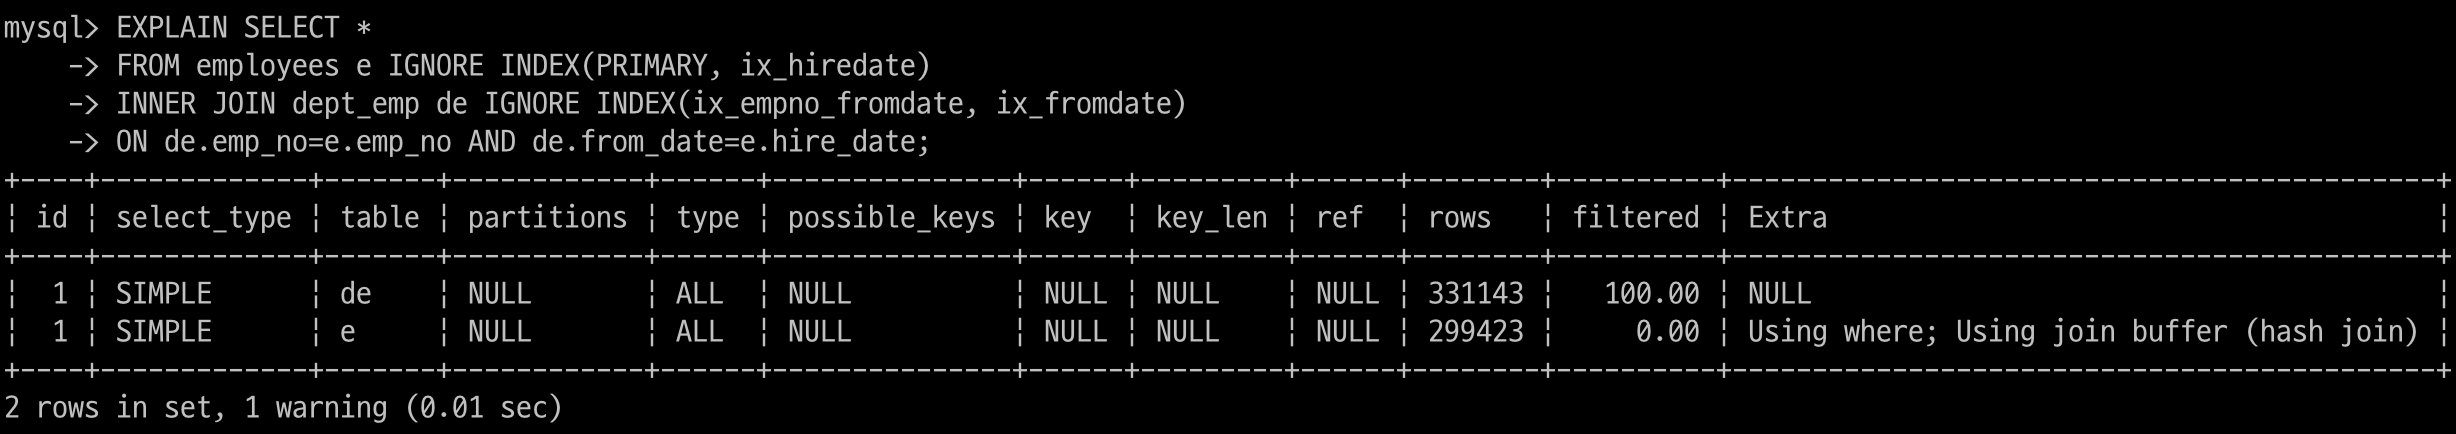 mysql> EXPLAIN SELECT *
    -> FROM employees e IGNORE INDEX(PRIMARY, ix_hiredate)
    -> INNER JOIN dept_emp de IGNORE INDEX(ix_empno_fromdate, ix_fromdate)
    -> ON de.emp_no=e.emp_no AND de.from_date=e.hire_date;
+----+-------------+-------+------------+------+---------------+------+---------+------+--------+----------+--------------------------------------------+
| id | select_type | table | partitions | type | possible_keys | key  | key_len | ref  | rows   | filtered | Extra                                      |
+----+-------------+-------+------------+------+---------------+------+---------+------+--------+----------+--------------------------------------------+
|  1 | SIMPLE      | de    | NULL       | ALL  | NULL          | NULL | NULL    | NULL | 331143 |   100.00 | NULL                                       |
|  1 | SIMPLE      | e     | NULL       | ALL  | NULL          | NULL | NULL    | NULL | 299423 |     0.00 | Using where; Using join buffer (hash join) |
+----+-------------+-------+------------+------+---------------+------+---------+------+--------+----------+--------------------------------------------+
2 rows in set, 1 warning (0.01 sec)